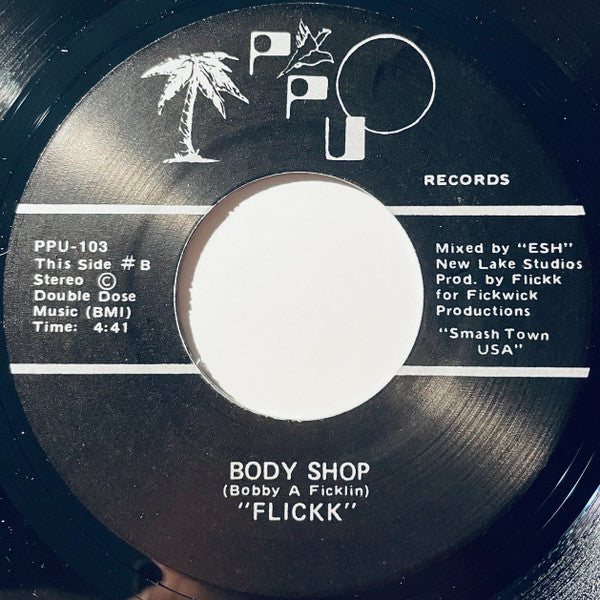 PPU
RECORDS
PPU-103
This Side # B
Stereo ©
Double Dose
Music (BMI)
Time: 4:41
Mixed by "ESH"
New Lake Studios
Prod. by Flickk
for Fickwick
Productions
"Smash Town
USA"
BODY SHOP
(Bobby A Ficklin)
"FLICKK"